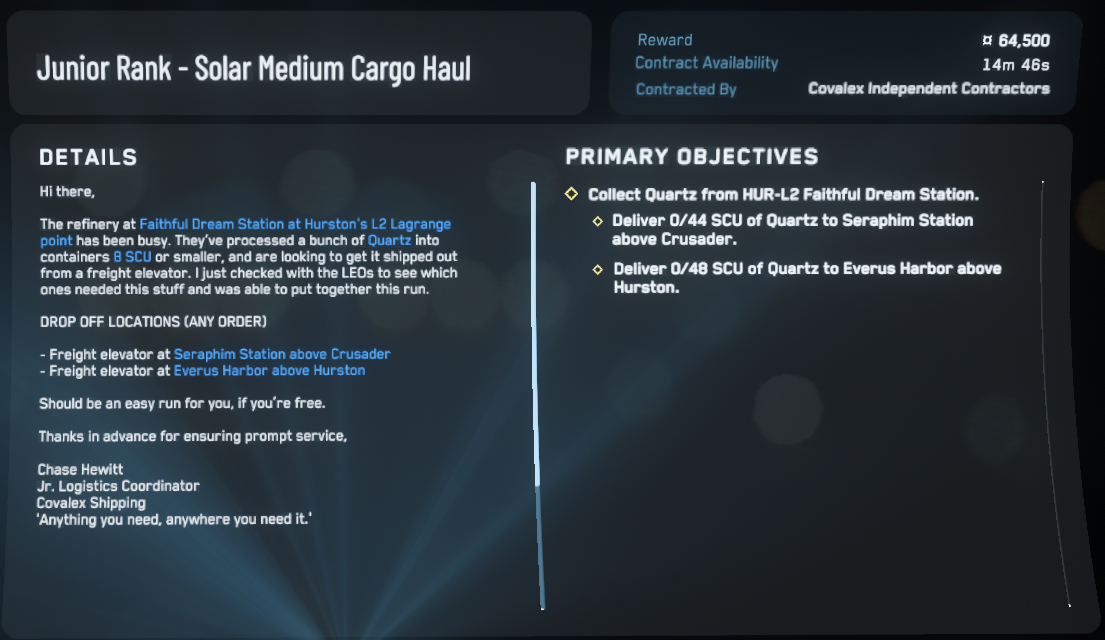 Junior Rank - Solar Medium Cargo Haul
Reward ¤ 64,500
Contract Availability 14m 46s
Contracted By Covalex Independent Contractors
DETAILS
Hi there,
The refinery at Faithful Dream Station at Hurston's L2 Lagrange
point has been busy. They've processed a bunch of Quartz into
containers 8 SCU or smaller, and are looking to get it shipped out
from a freight elevator. I just checked with the LEOs to see which
ones needed this stuff and was able to put together this run.
DROP OFF LOCATIONS (ANY ORDER)
- Freight elevator at Seraphim Station above Crusader
- Freight elevator at Everus Harbor above Hurston
Should be an easy run for you, if you're free.
Thanks in advance for ensuring prompt service,
Chase Hewitt
Jr. Logistics Coordinator
Covalex Shipping
'Anything you need, anywhere you need it.'
PRIMARY OBJECTIVES
Collect Quartz from HUR-L2 Faithful Dream Station.
Deliver 0/44 SCU of Quartz to Seraphim Station
above Crusader.
Deliver 0/48 SCU of Quartz to Everus Harbor above
Hurston.